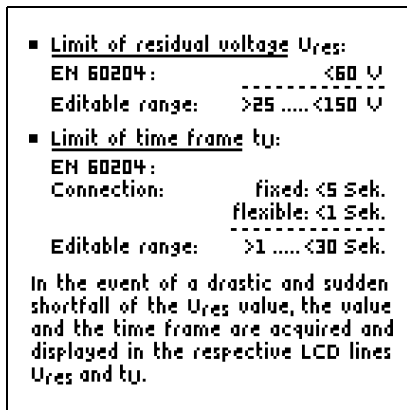 ▪ Limit of residual voltage Ures:
EN 60204: <60 V
Editable range: >25 ..... <150 V
▪ Limit of time frame tU:
EN 60204:
Connection: fixed: <5 Sek.
flexible: <1 Sek.
Editable range: >1 ..... <30 Sek.
In the event of a drastic and sudden
shortfall of the Ures value, the value
and the time frame are acquired and
displayed in the respective LCD lines
Ures and tU.